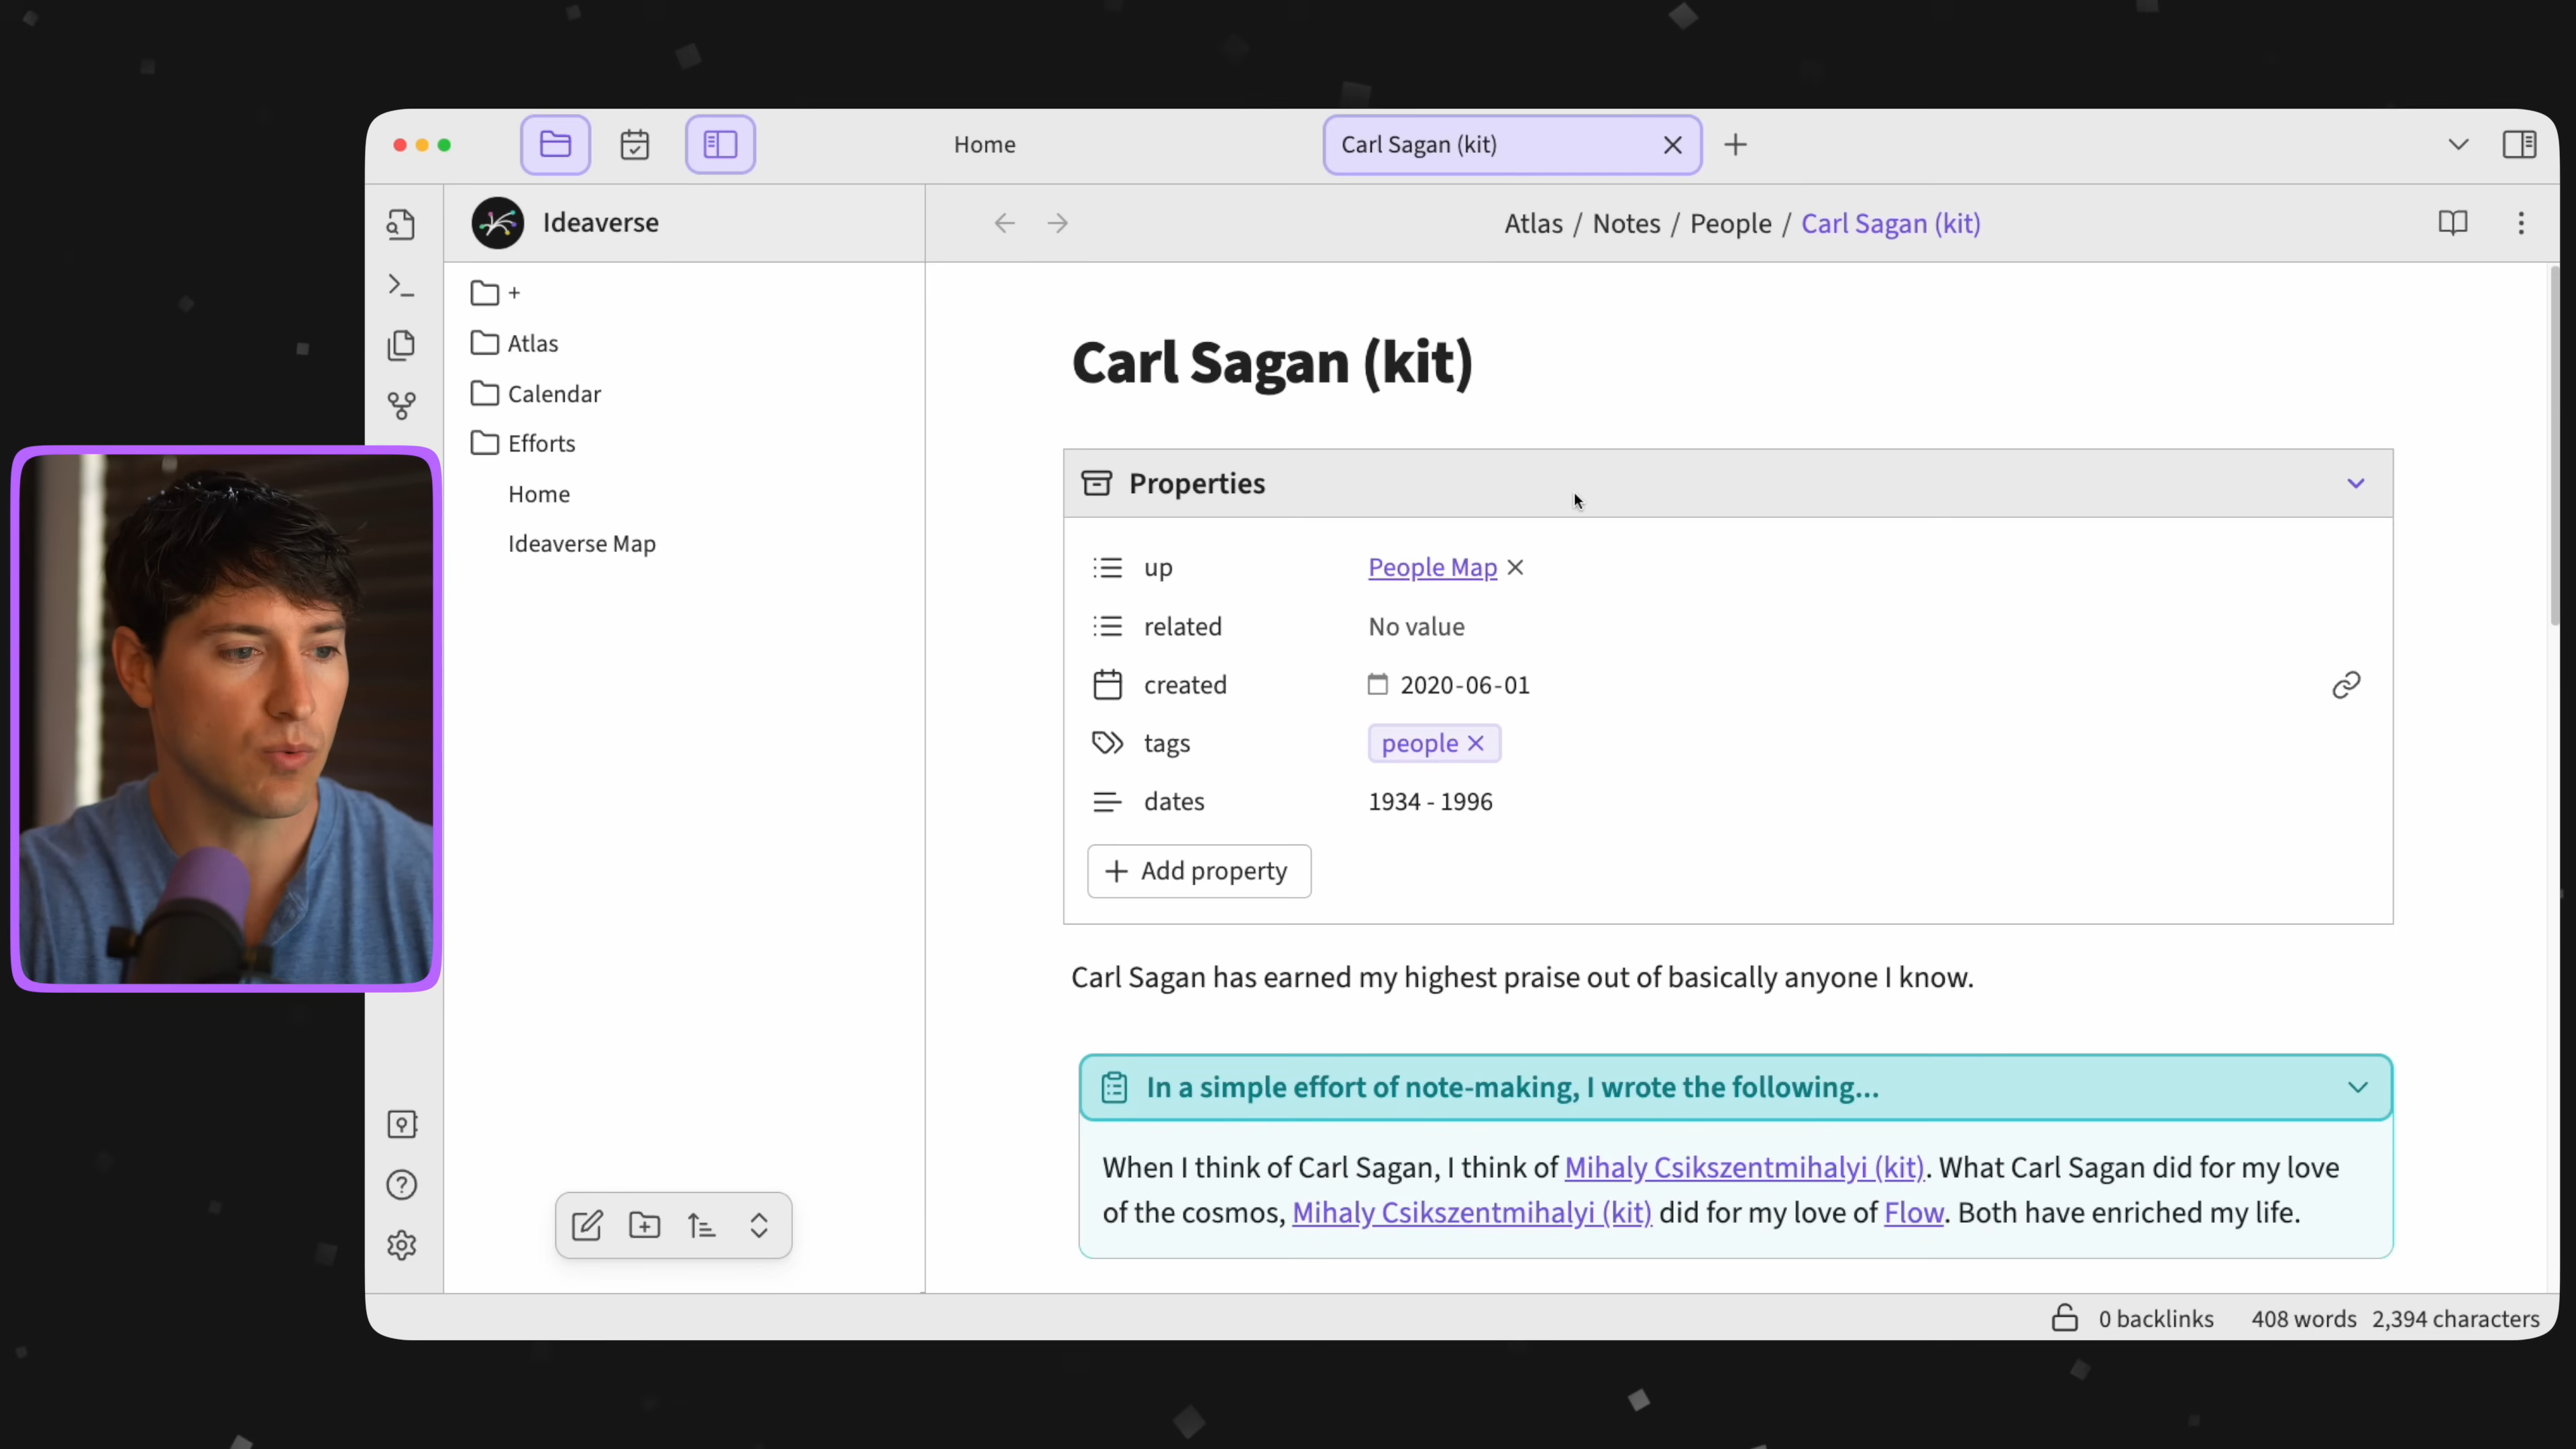 Home
Carl Sagan (kit)
Ideaverse
Atlas / Notes / People / Carl Sagan (kit)
+
Atlas
Calendar
Efforts
Home
Ideaverse Map
Carl Sagan (kit)
Properties
up People Map
related No value
created 2020-06-01
tags people
dates 1934 - 1996
+ Add property
Carl Sagan has earned my highest praise out of basically anyone I know.
In a simple effort of note-making, I wrote the following...
When I think of Carl Sagan, I think of Mihaly Csikszentmihalyi (kit). What Carl Sagan did for my love
of the cosmos, Mihaly Csikszentmihalyi (kit) did for my love of Flow. Both have enriched my life.
0 backlinks 408 words 2,394 characters